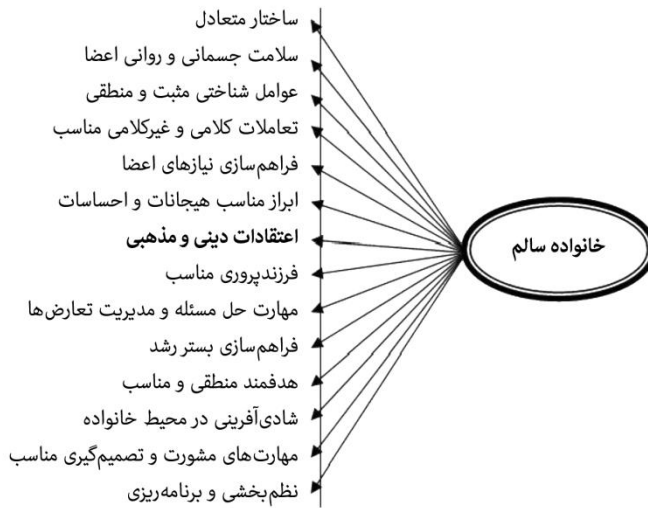 خانواده سالم
ساختار متعادل
سلامت جسمانی و روانی اعضا
عوامل شناختی مثبت و منطقی
تعاملات کلامی و غیرکلامی مناسب
فراهم‌سازی نیازهای اعضا
ابراز مناسب هیجانات و احساسات
اعتقادات دینی و مذهبی
فرزندپروری مناسب
مهارت حل مسئله و مدیریت تعارض‌ها
فراهم‌سازی بستر رشد
هدفمند منطقی و مناسب
شادی‌آفرینی در محیط خانواده
مهارت‌های مشورت و تصمیم‌گیری مناسب
نظم‌بخشی و برنامه‌ریزی